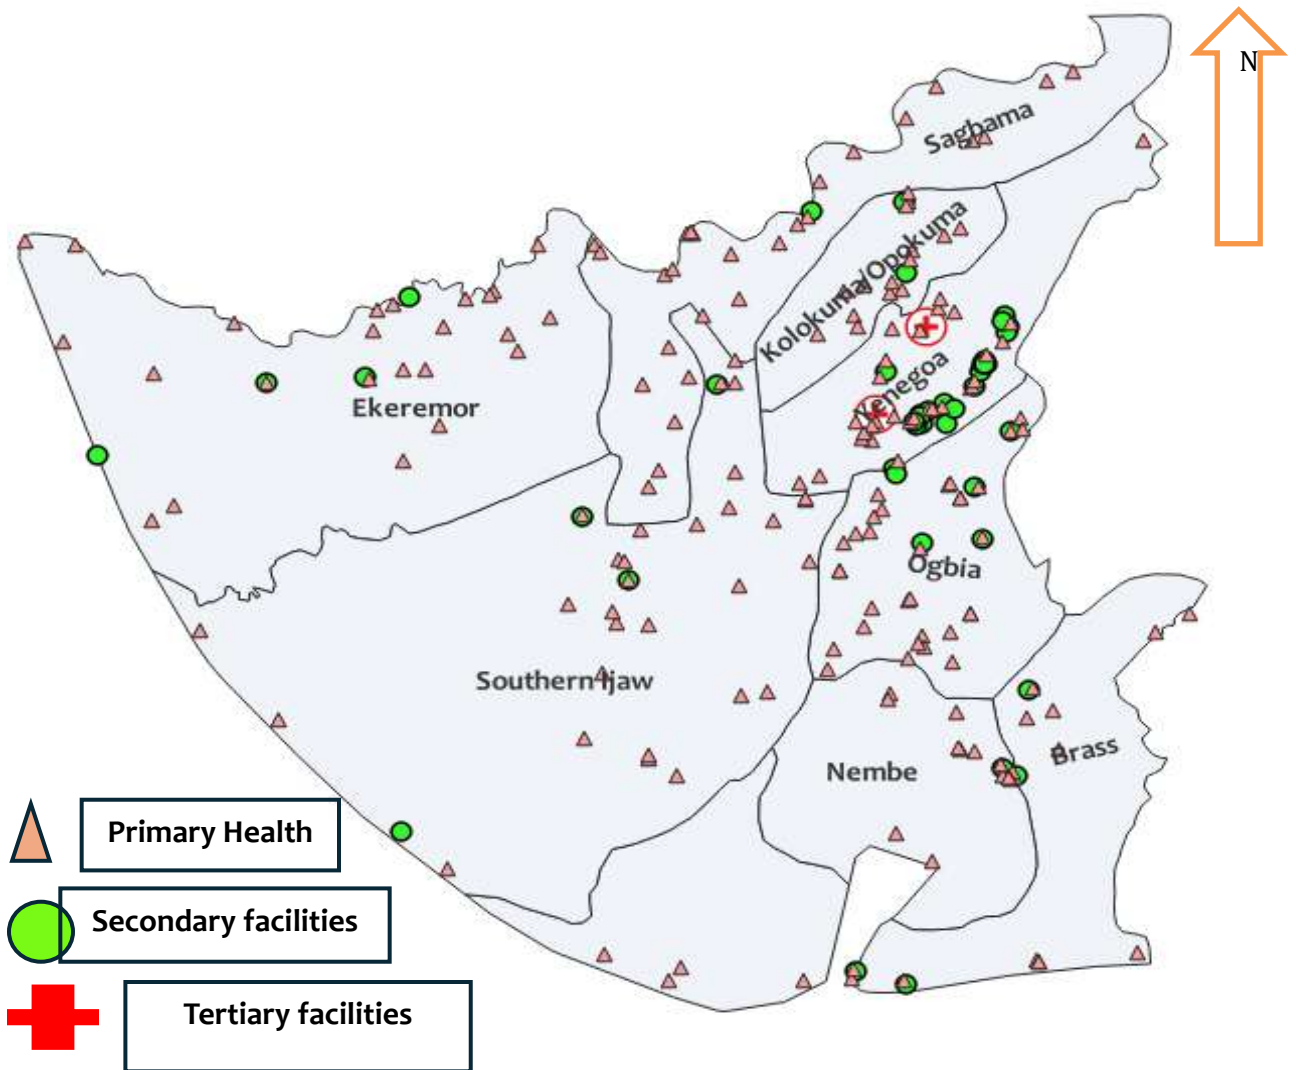 N
Sagbama
Kolokuma/Opokuma
Yenegoa
Ekeremor
Ogbia
Southern Ijaw
Brass
Nembe
Primary Health
Secondary facilities
Tertiary facilities